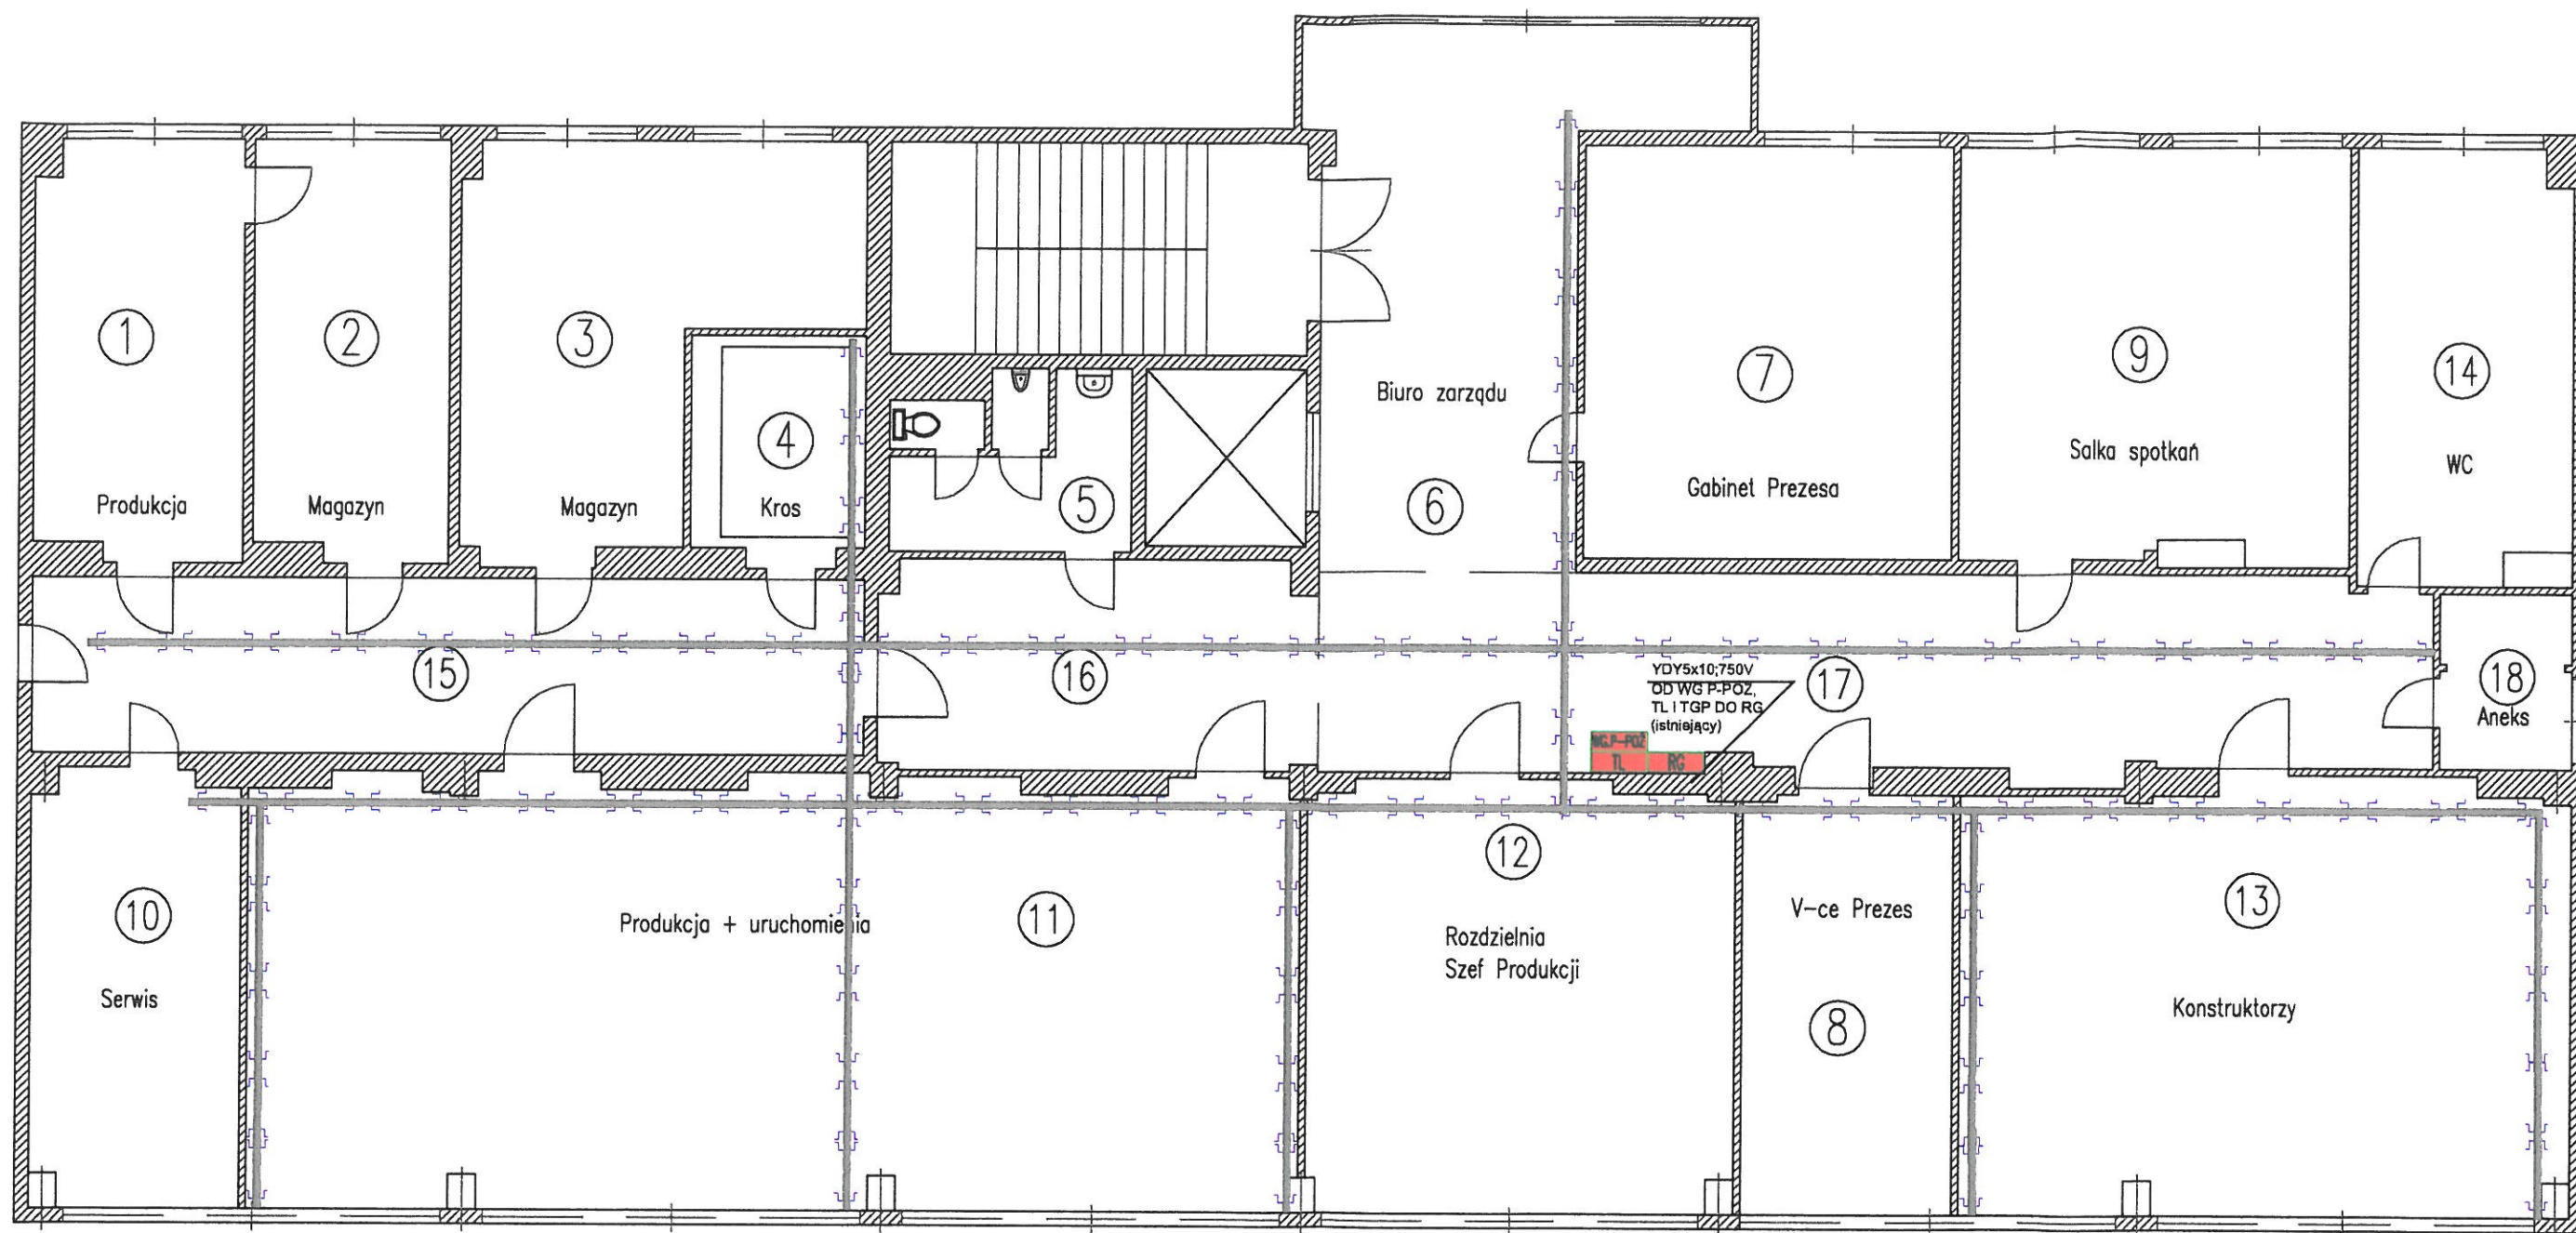 1
Produkcja
2
Magazyn
3
Magazyn
4
Kros
5
Biuro zarządu
6
7
Gabinet Prezesa
9
Salka spotkań
14
WC
15
16
YDY5x10;750V
OD WG P-POŻ,
TL I TGP DO RG
(istniejący)
17
18
Aneks
WG.P-POŻ
TL RG
10
Serwis
Produkcja + uruchomienia
11
12
Rozdzielnia
Szef Produkcji
V-ce Prezes
8
13
Konstruktorzy